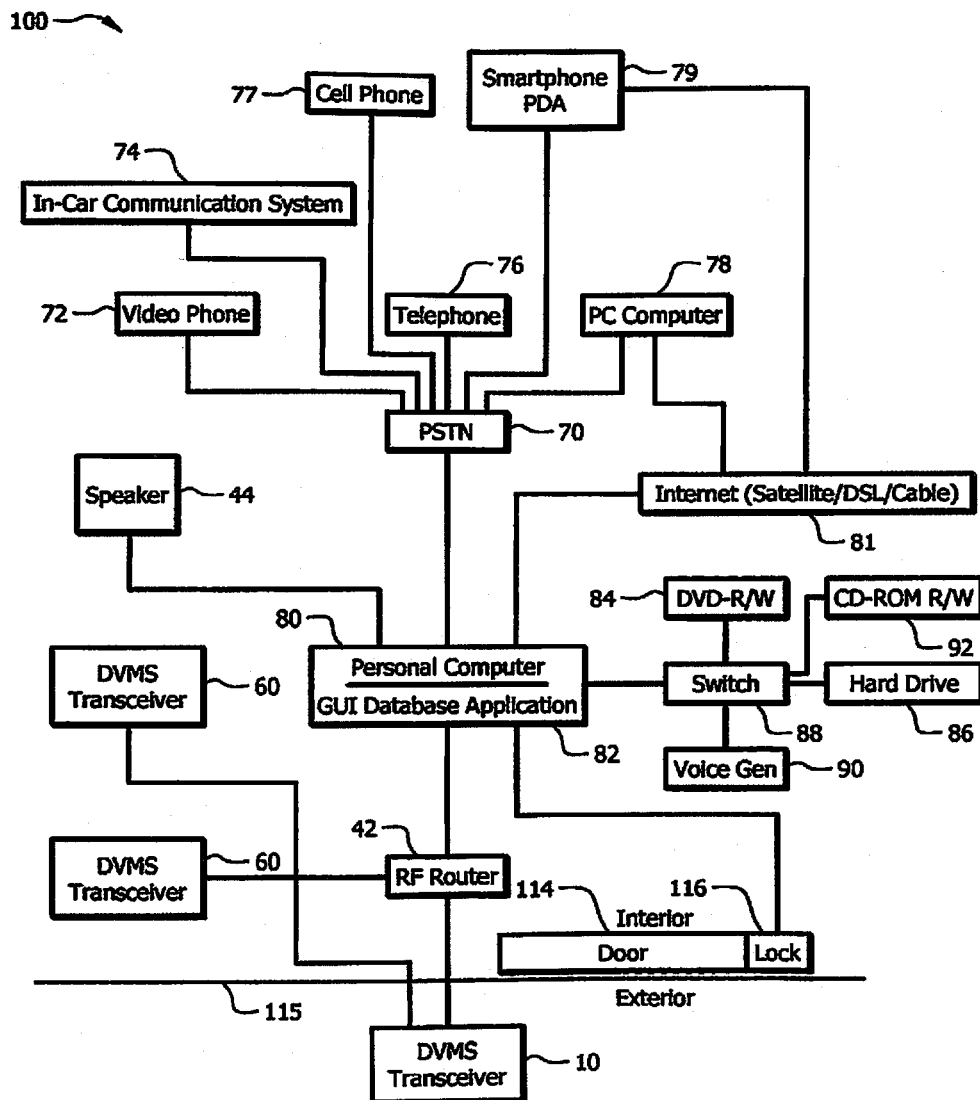 100
77
Cell Phone
Smartphone
PDA
79
74
In-Car Communication System
76
78
72
Video Phone
Telephone
PC Computer
PSTN
70
Speaker
44
Internet (Satellite/DSL/Cable)
81
84
DVD-R/W
CD-ROM R/W
92
80
Personal Computer
GUI Database Application
82
Switch
88
Hard Drive
86
DVMS
Transceiver
60
Voice Gen
90
42
60
DVMS
Transceiver
RF Router
114
Interior
116
Door
Lock
Exterior
115
DVMS
Transceiver
10